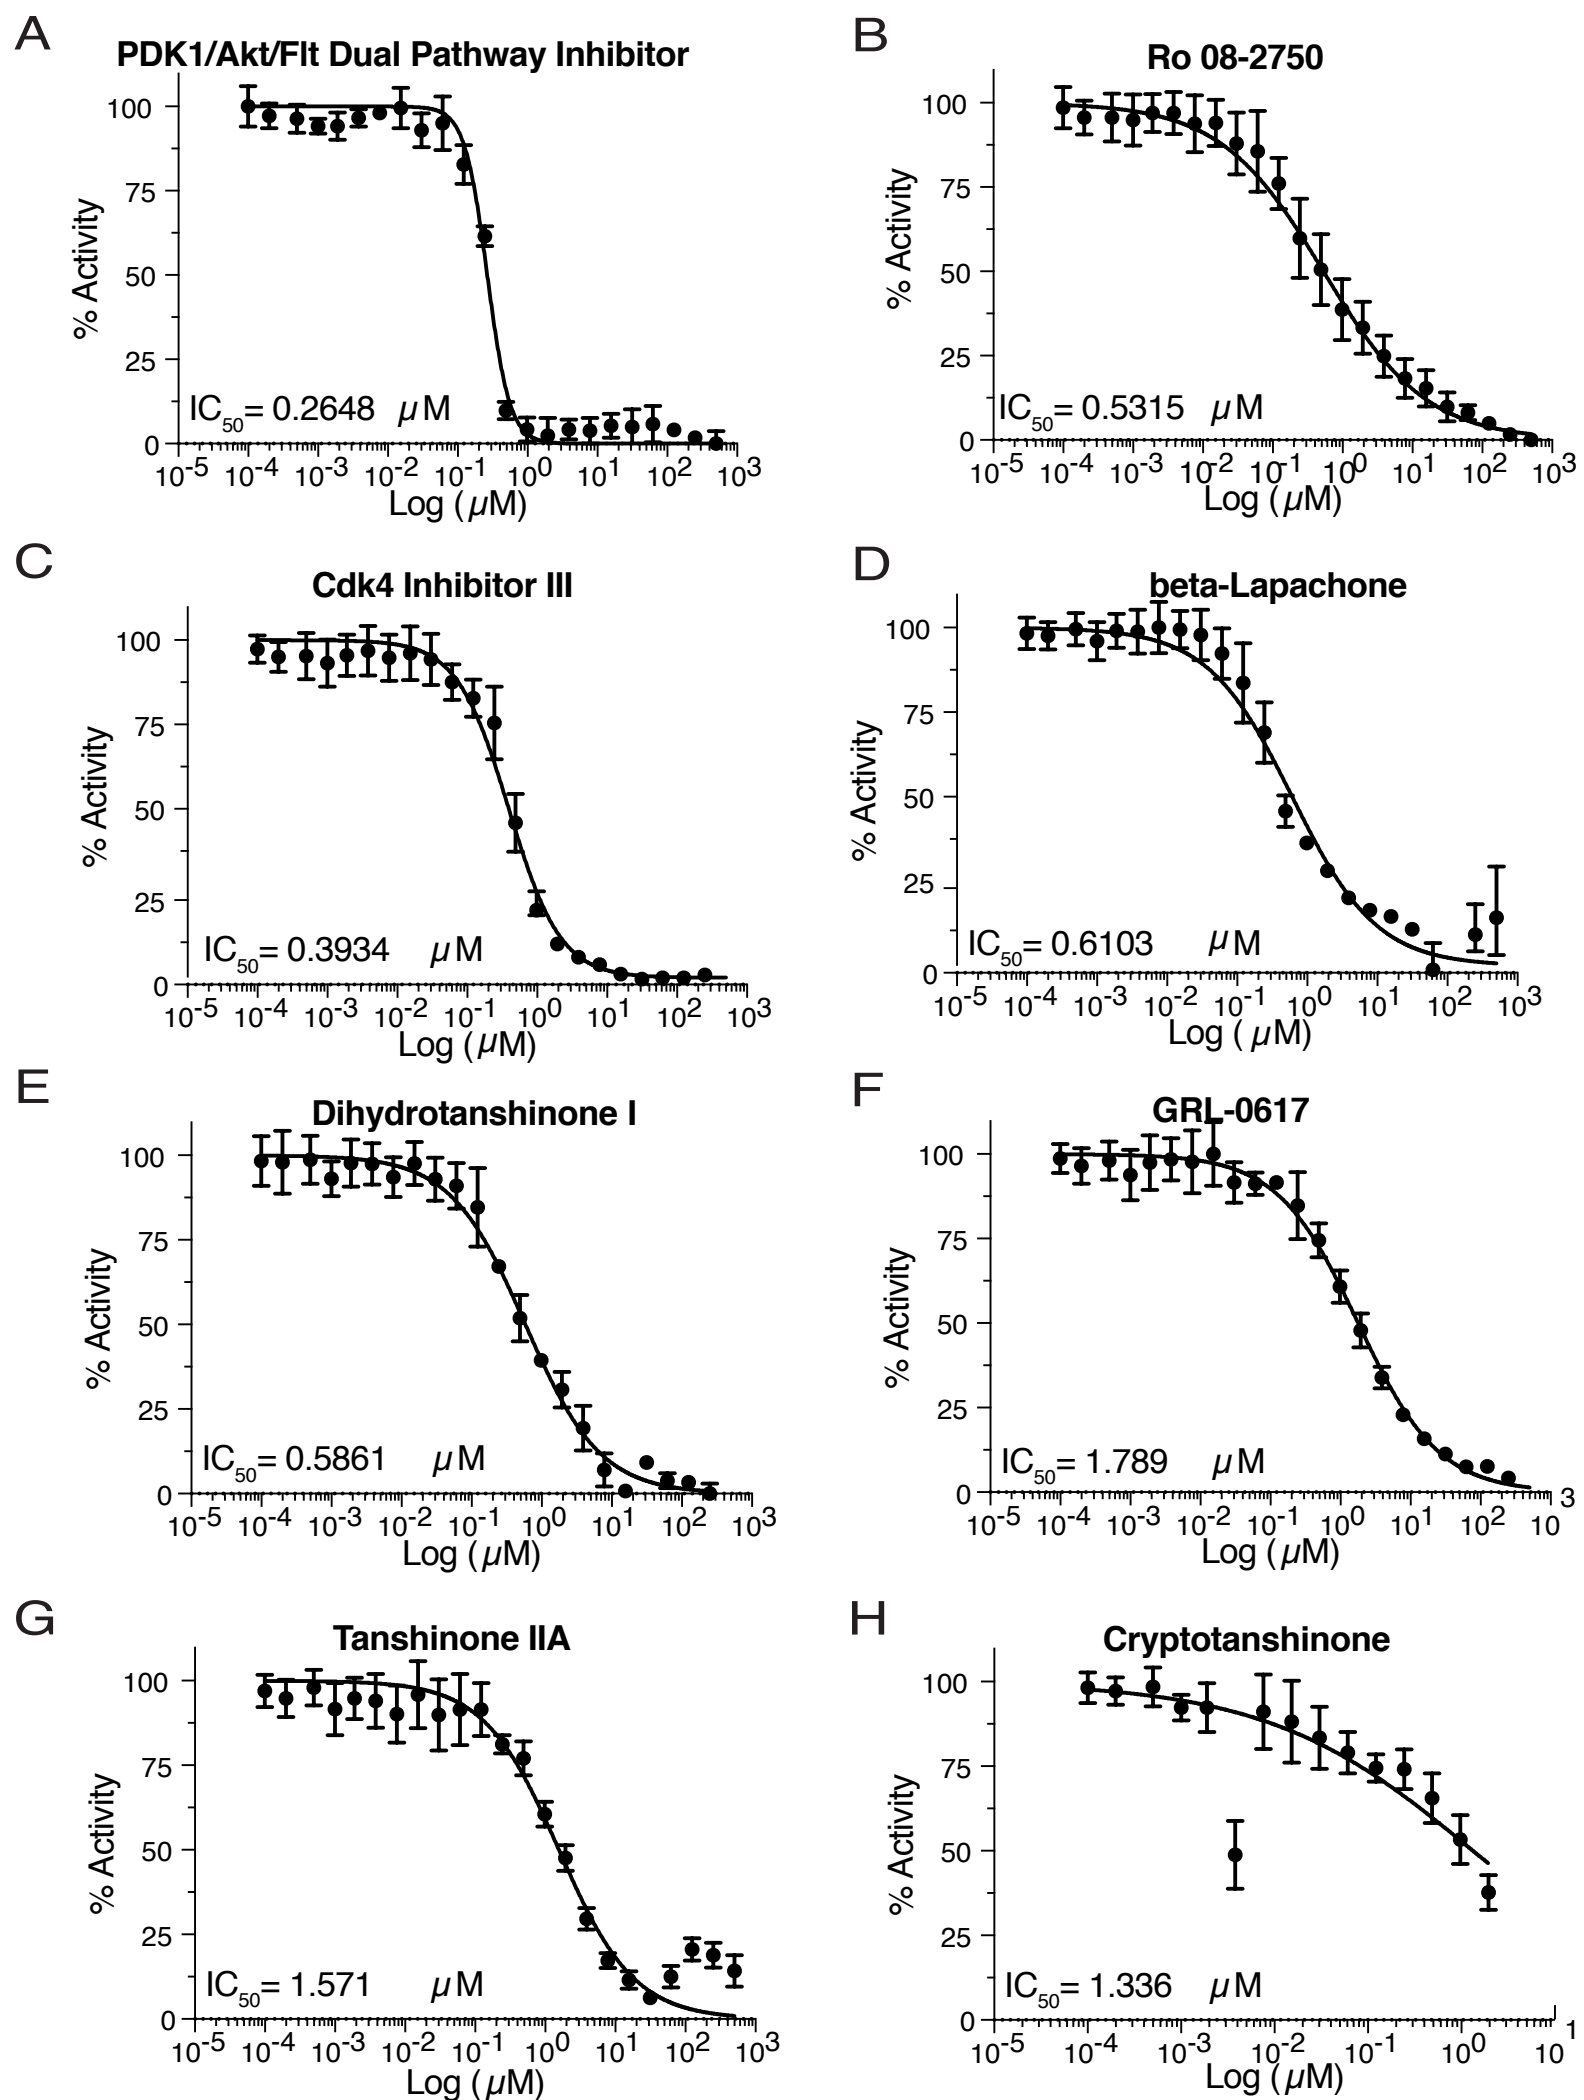 A
PDK1/Akt/Flt Dual Pathway Inhibitor
100
75
50
25
0
% Activity
IC50= 0.2648 µM
10-5 10-4 10-3 10-2 10-1 100 101 102 103
Log (µM)
B
Ro 08-2750
100
75
50
25
0
% Activity
IC50= 0.5315 µM
10-5 10-4 10-3 10-2 10-1 100 101 102 103
Log (µM)
C
Cdk4 Inhibitor III
100
75
50
25
0
% Activity
IC50= 0.3934 µM
10-5 10-4 10-3 10-2 10-1 100 101 102 103
Log (µM)
D
beta-Lapachone
100
75
50
25
0
% Activity
IC50= 0.6103 µM
10-5 10-4 10-3 10-2 10-1 100 101 102 103
Log (µM)
E
Dihydrotanshinone I
100
75
50
25
0
% Activity
IC50= 0.5861 µM
10-5 10-4 10-3 10-2 10-1 100 101 102 103
Log (µM)
F
GRL-0617
100
75
50
25
0
% Activity
IC50= 1.789 µM
10-5 10-4 10-3 10-2 10-1 100 101 102 103
Log (µM)
G
Tanshinone IIA
100
75
50
25
0
% Activity
IC50= 1.571 µM
10-5 10-4 10-3 10-2 10-1 100 101 102 103
Log (µM)
H
Cryptotanshinone
100
75
50
25
0
% Activity
IC50= 1.336 µM
10-5 10-4 10-3 10-2 10-1 100 101
Log (µM)